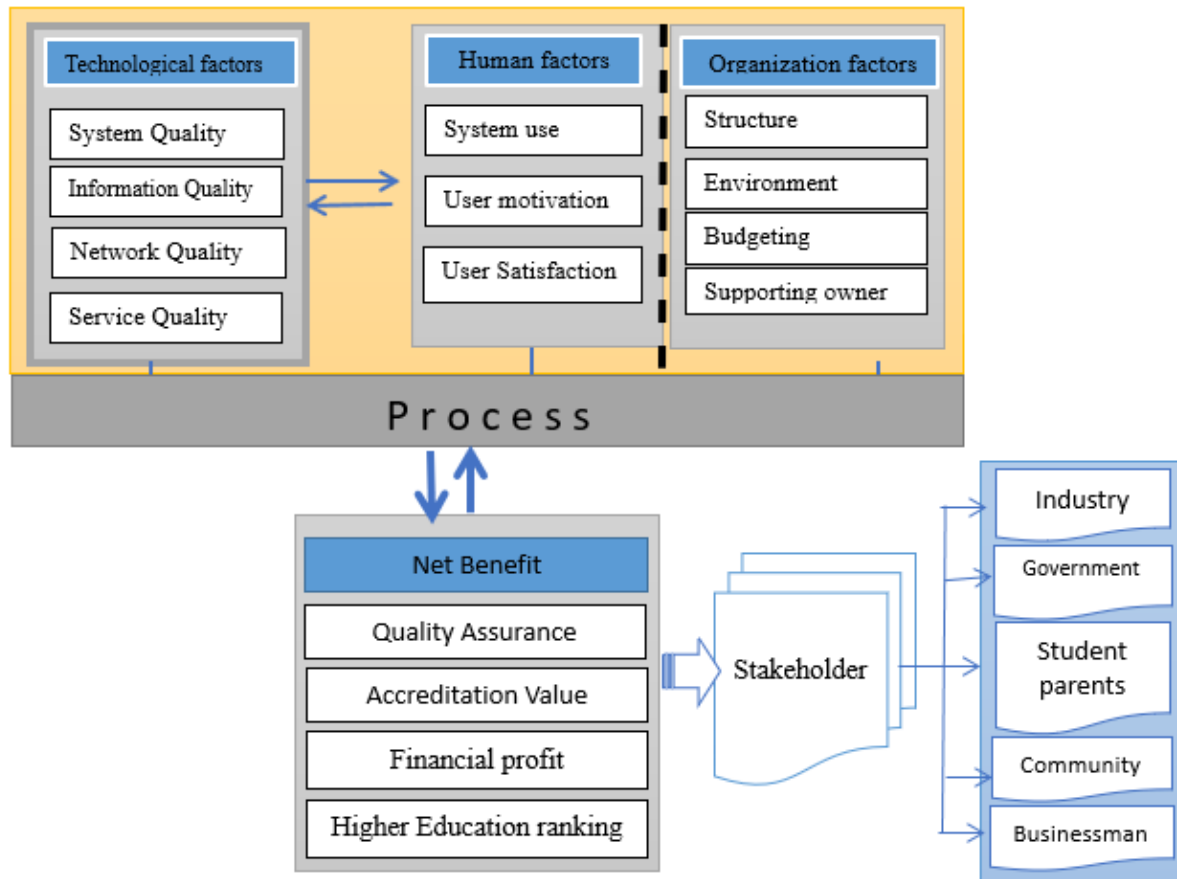 Technological factors
System Quality
Information Quality
Network Quality
Service Quality
Human factors
System use
User motivation
User Satisfaction
Organization factors
Structure
Environment
Budgeting
Supporting owner
Process
Net Benefit
Quality Assurance
Accreditation Value
Financial profit
Higher Education ranking
Stakeholder
Industry
Government
Student
parents
Community
Businessman